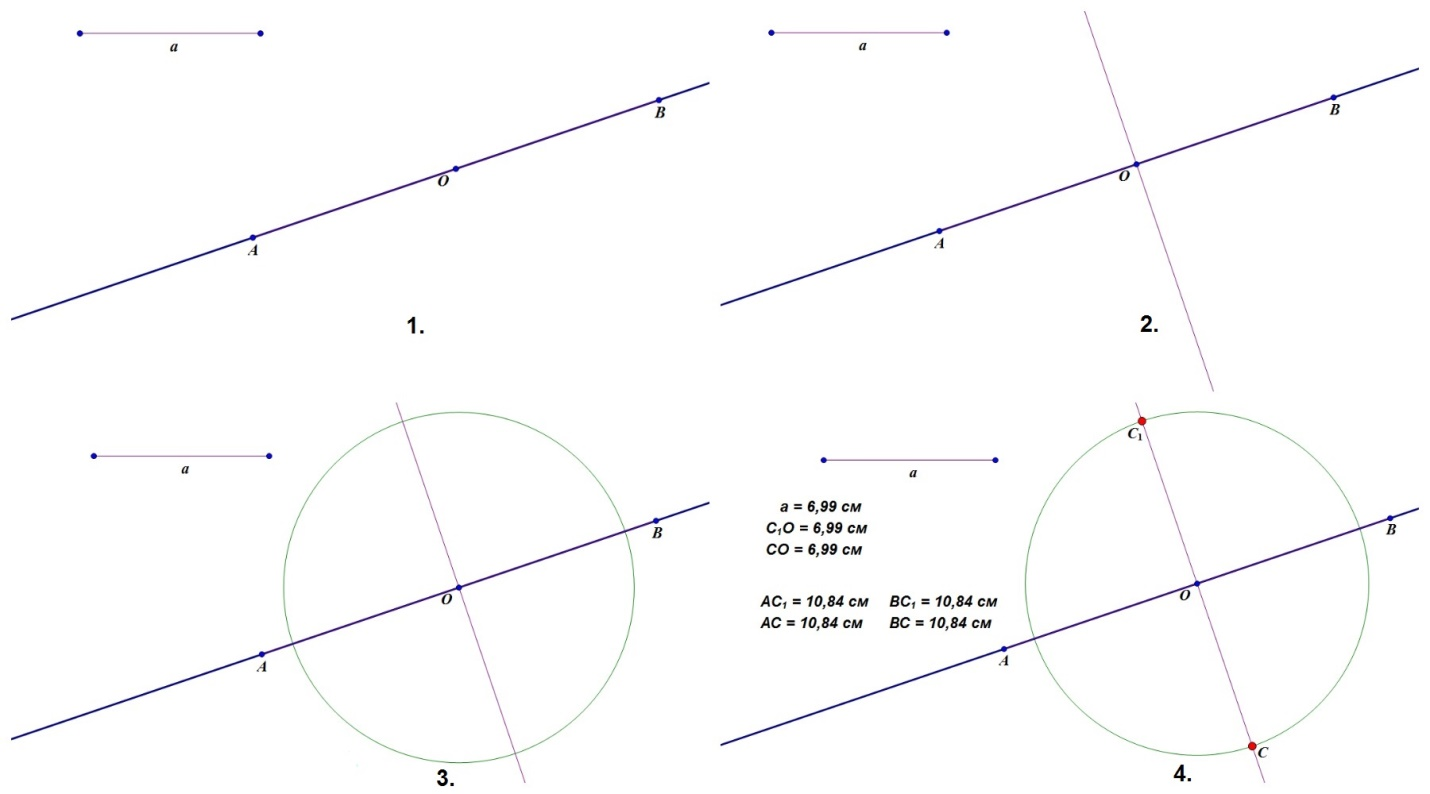 a
B
O
A
1.
a
B
O
A
2.
a
B
O
A
3.
C₁
a
a = 6,99 см
C₁O = 6,99 см
CO = 6,99 см
AC₁ = 10,84 см BC₁ = 10,84 см
AC = 10,84 см BC = 10,84 см
B
O
A
C
4.